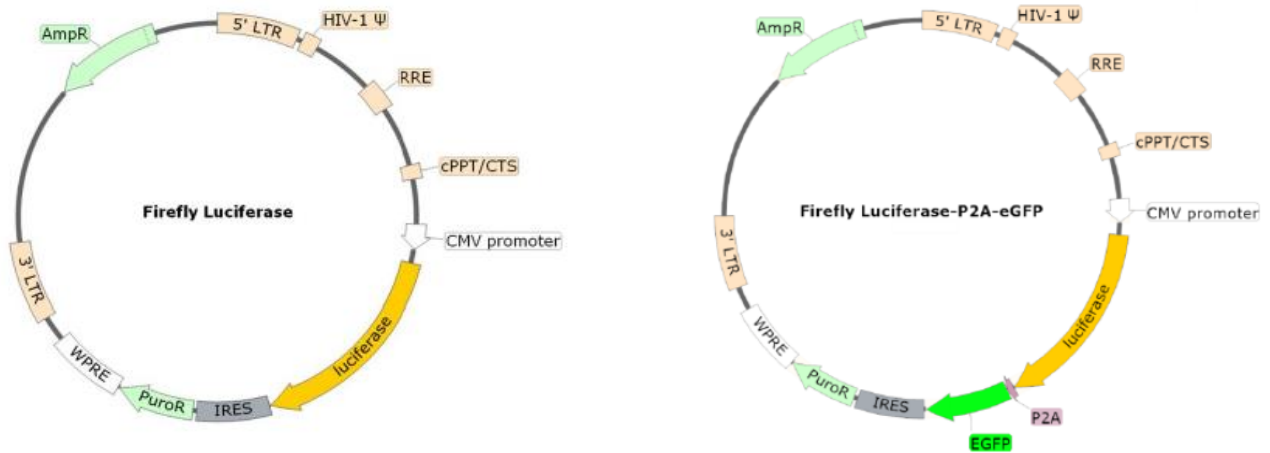 AmpR
5' LTR
HIV-1 Ψ
RRE
cPPT/CTS
Firefly Luciferase
CMV promoter
luciferase
IRES
PuroR
WPRE
3' LTR
AmpR
5' LTR
HIV-1 Ψ
RRE
cPPT/CTS
Firefly Luciferase-P2A-eGFP
CMV promoter
luciferase
P2A
EGFP
IRES
PuroR
WPRE
3' LTR